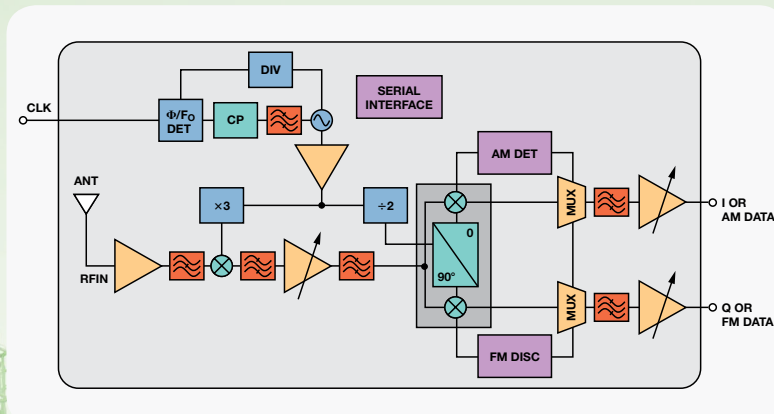 DIV
SERIAL
INTERFACE
CLK
Φ/FO
DET
CP
AM DET
ANT
×3
÷2
MUX
I OR
AM DATA
0
90°
RFIN
MUX
Q OR
FM DATA
FM DISC